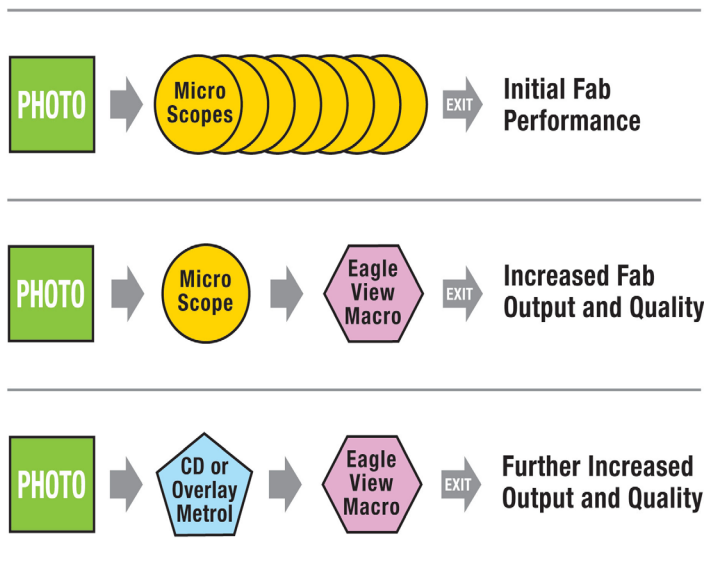 PHOTO
Micro
Scopes
EXIT
Initial Fab
Performance
PHOTO
Micro
Scope
Eagle
View
Macro
EXIT
Increased Fab
Output and Quality
PHOTO
CD or
Overlay
Metrol
Eagle
View
Macro
EXIT
Further Increased
Output and Quality